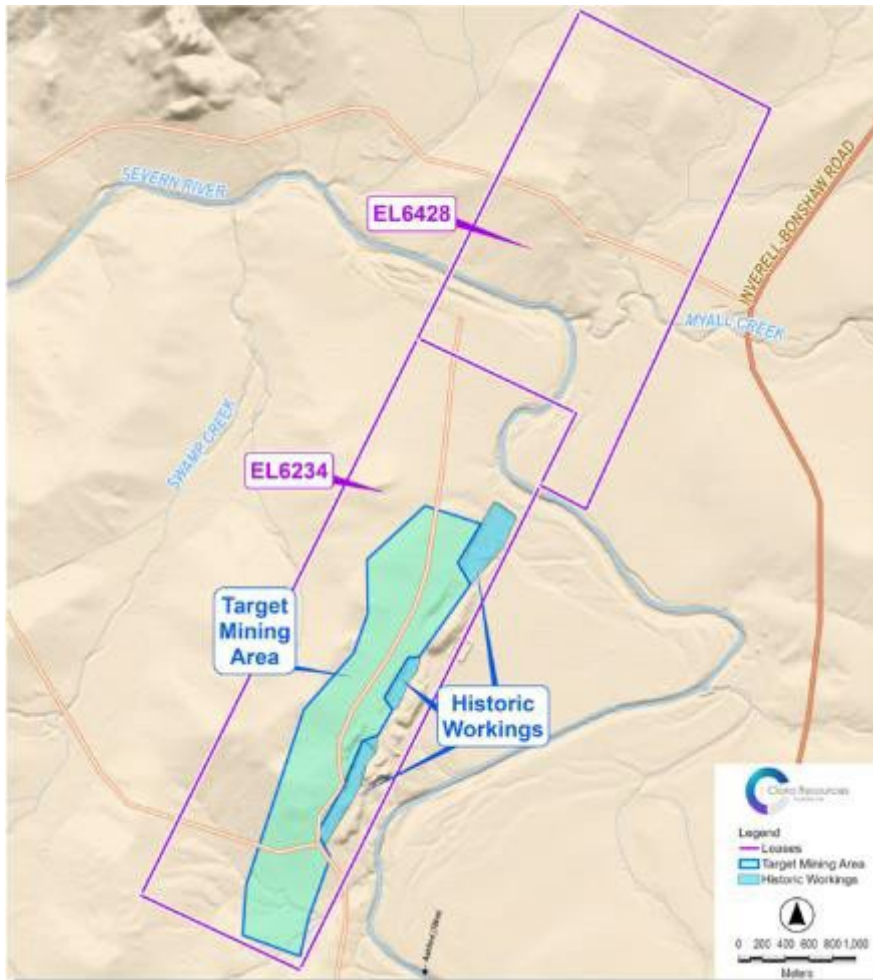 SEVERN RIVER
EL6428
INVERELL-BONSHAW ROAD
MYALL CREEK
SWAMP CREEK
EL6234
Target
Mining
Area
Historic
Workings
Resources
Legend
Leases
Target Mining Area
Historic Workings
0 200 400 600 800 1,000
Meters